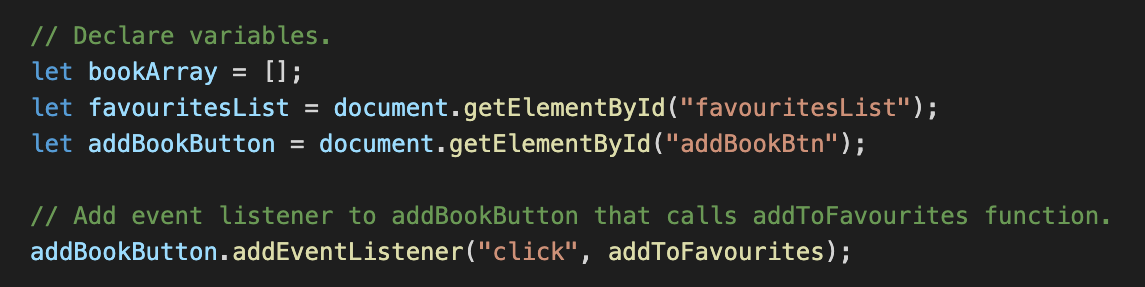 // Declare variables.
let bookArray = [];
let favouritesList = document.getElementById("favouritesList");
let addBookButton = document.getElementById("addBookBtn");
// Add event listener to addBookButton that calls addToFavourites function.
addBookButton.addEventListener("click", addToFavourites);